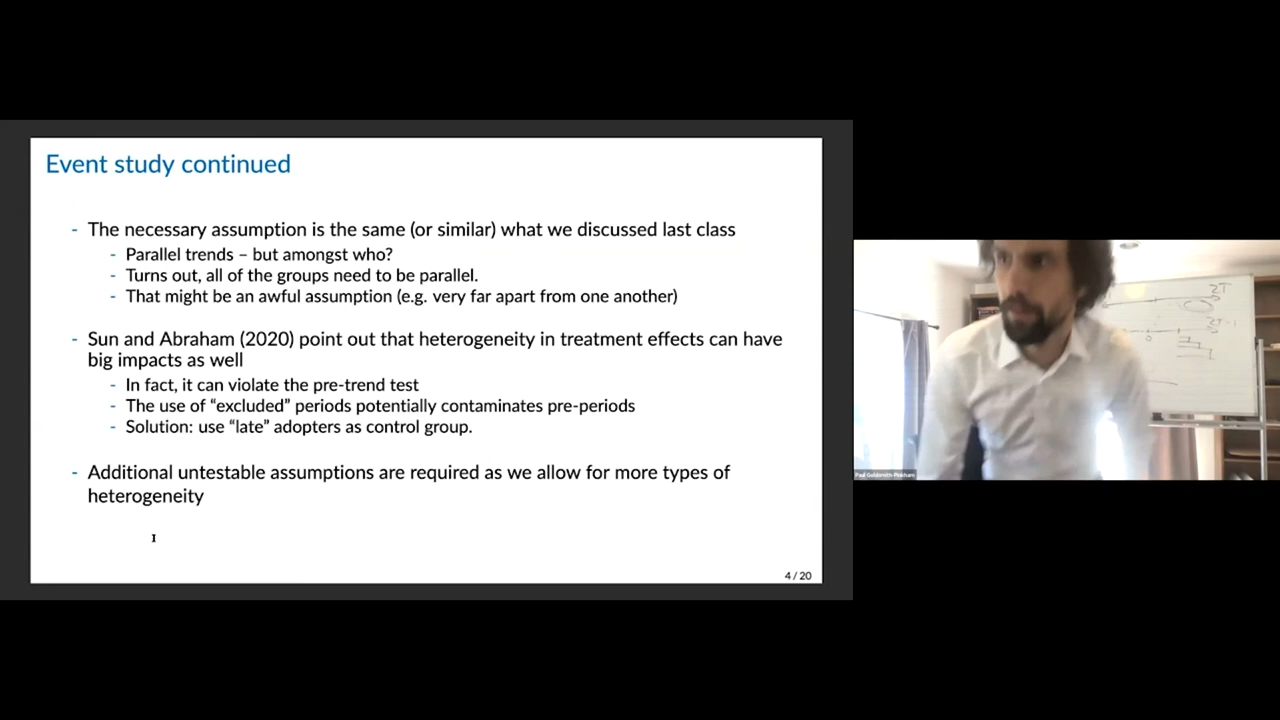 Event study continued
- The necessary assumption is the same (or similar) what we discussed last class
- Parallel trends – but amongst who?
- Turns out, all of the groups need to be parallel.
- That might be an awful assumption (e.g. very far apart from one another)
- Sun and Abraham (2020) point out that heterogeneity in treatment effects can have
big impacts as well
- In fact, it can violate the pre-trend test
- The use of “excluded” periods potentially contaminates pre-periods
- Solution: use “late” adopters as control group.
- Additional untestable assumptions are required as we allow for more types of
heterogeneity
4 / 20
Paul Goldsmith-Pinkham